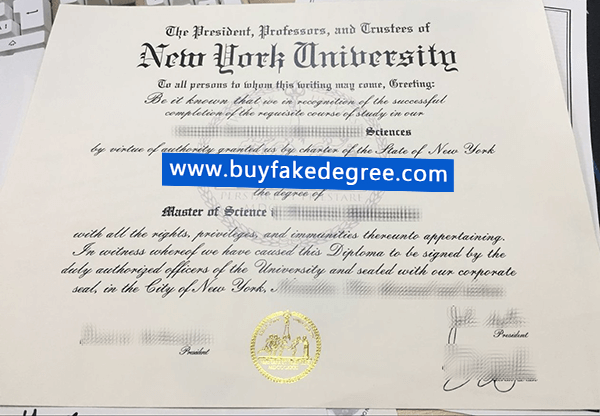 The President, Professors, and Trustees of
New York University
To all persons to whom this writing may come, Greeting:
Be it known that we in recognition of the successful
completion of the requisite course of study in our
Sciences
by virtue of authority granted us by charter of the State of New York
www.buyfakedegree.com
the degree of
Master of Science
with all the rights, privileges, and immunities thereunto appertaining.
In witness whereof we have caused this Diploma to be signed by the
duly authorized officers of the University and sealed with our corporate
seal, in the City of New York,
President
President